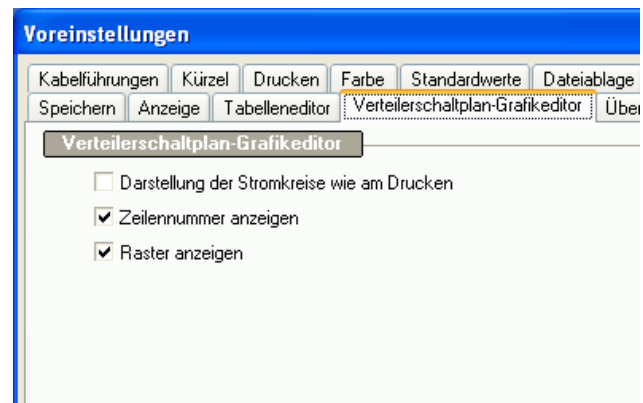 Voreinstellungen
Kabelführungen Kürzel Drucken Farbe Standardwerte Dateiablage
Speichern Anzeige Tabelleneditor Verteilerschaltplan-Grafikeditor Über
Verteilerschaltplan-Grafikeditor
Darstellung der Stromkreise wie am Drucken
Zeilennummer anzeigen
Raster anzeigen